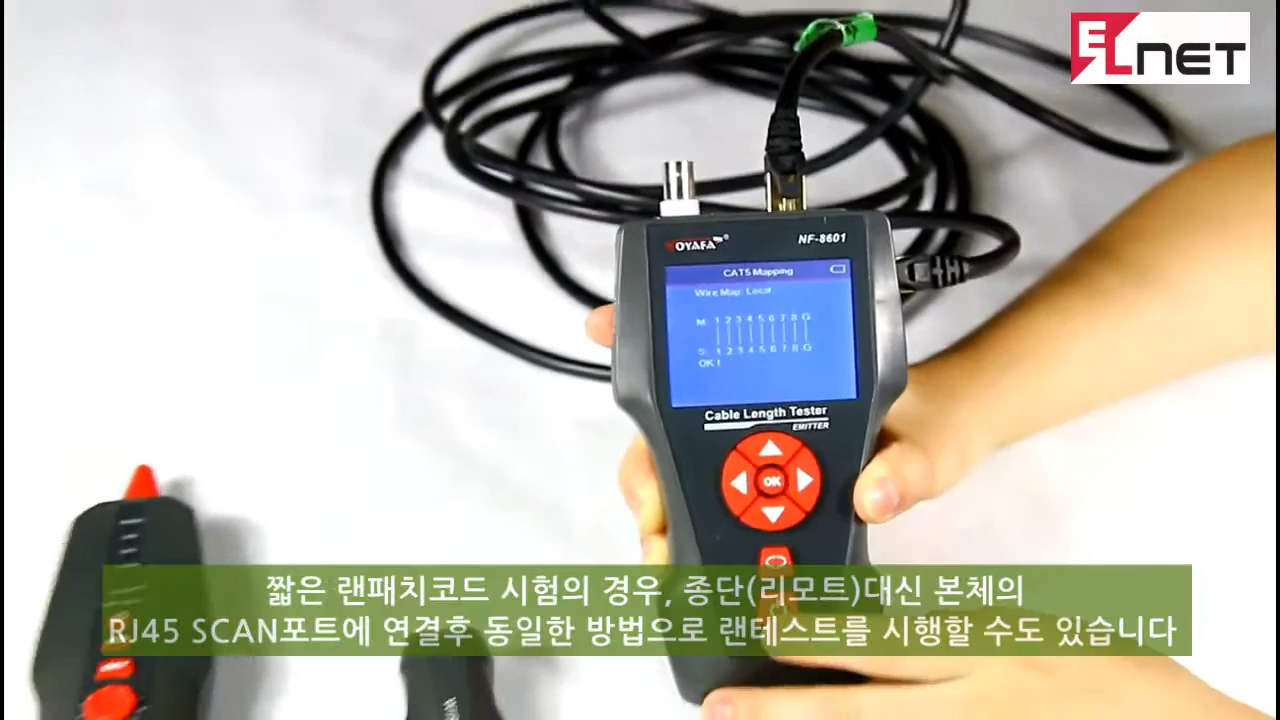 ELNET
NOYAFA®
NF-8601
CAT5 Mapping
Wire Map: Local
M: 1 2 3 4 5 6 7 8 G
S: 1 2 3 4 5 6 7 8 G
OK!
Cable Length Tester
EMITTER
OK
짧은 랜패치코드 시험의 경우, 종단(리모트)대신 본체의
RJ45 SCAN포트에 연결후 동일한 방법으로 랜테스트를 시행할 수도 있습니다